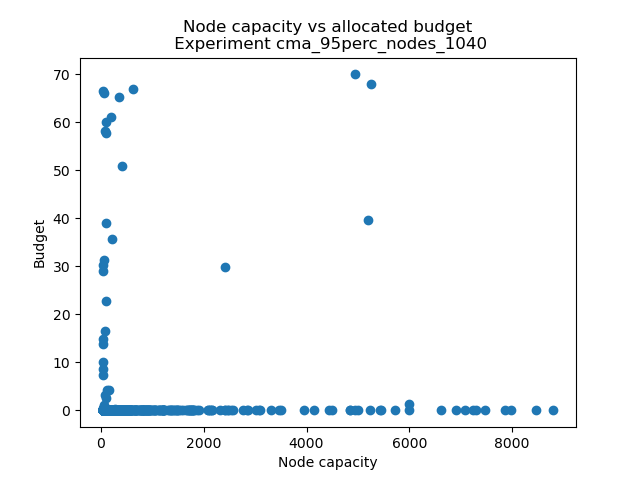 Node capacity vs allocated budget
Experiment cma_95perc_nodes_1040
70
60
50
40
30
20
10
0
Budget
0 2000 4000 6000 8000
Node capacity